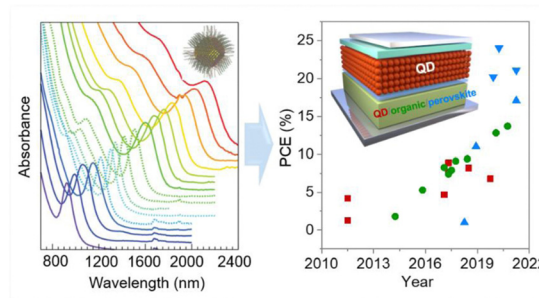 Absorbance
800 1200 1600 2000 2400
Wavelength (nm)
PCE (%)
25
20
15
10
5
0
QD
QD organic perovskite
2010 2013 2016 2019 2022
Year